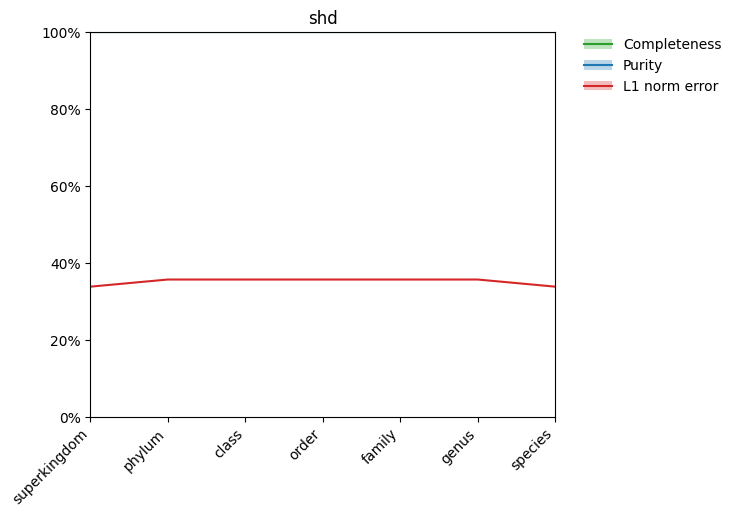 shd
100%
80%
60%
40%
20%
0%
superkingdom
phylum
class
order
family
genus
species
Completeness
Purity
L1 norm error